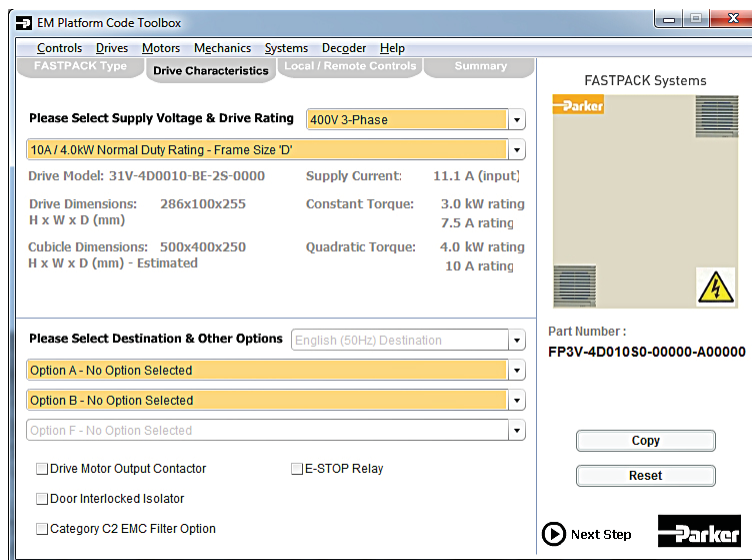 EM Platform Code Toolbox
Controls Drives Motors Mechanics Systems Decoder Help
FASTPACK Type Drive Characteristics Local / Remote Controls Summary
Please Select Supply Voltage & Drive Rating 400V 3-Phase
10A / 4.0kW Normal Duty Rating - Frame Size 'D'
Drive Model: 31V-4D0010-BE-2S-0000 Supply Current: 11.1 A (input)
Drive Dimensions: 286x100x255 Constant Torque: 3.0 kW rating
H x W x D (mm) 7.5 A rating
Cubicle Dimensions: 500x400x250 Quadratic Torque: 4.0 kW rating
H x W x D (mm) - Estimated 10 A rating
Please Select Destination & Other Options English (50Hz) Destination
Option A - No Option Selected
Option B - No Option Selected
Option F - No Option Selected
Drive Motor Output Contactor E-STOP Relay
Door Interlocked Isolator
Category C2 EMC Filter Option
FASTPACK Systems
Parker
Part Number :
FP3V-4D010S0-00000-A00000
Copy
Reset
Next Step Parker